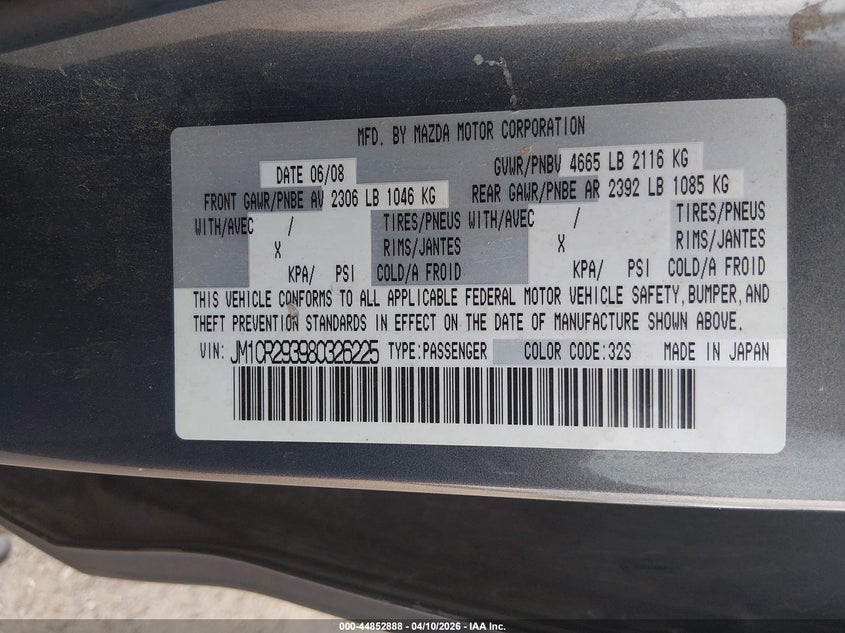 MFD. BY MAZDA MOTOR CORPORATION
DATE 06/08 GVWR/PNBV 4665 LB 2116 KG
FRONT GAWR/PNBE AV 2306 LB 1046 KG REAR GAWR/PNBE AR 2392 LB 1085 KG
WITH/AVEC / TIRES/PNEUS WITH/AVEC / TIRES/PNEUS
X RIMS/JANTES X RIMS/JANTES
KPA/ PSI COLD/A FROID KPA/ PSI COLD/A FROID
THIS VEHICLE CONFORMS TO ALL APPLICABLE FEDERAL MOTOR VEHICLE SAFETY, BUMPER, AND
THEFT PREVENTION STANDARDS IN EFFECT ON THE DATE OF MANUFACTURE SHOWN ABOVE.
VIN: JM1CR293980326225 TYPE:PASSENGER COLOR CODE:32S MADE IN JAPAN
000-44852888 - 04/10/2026 - IAA Inc.